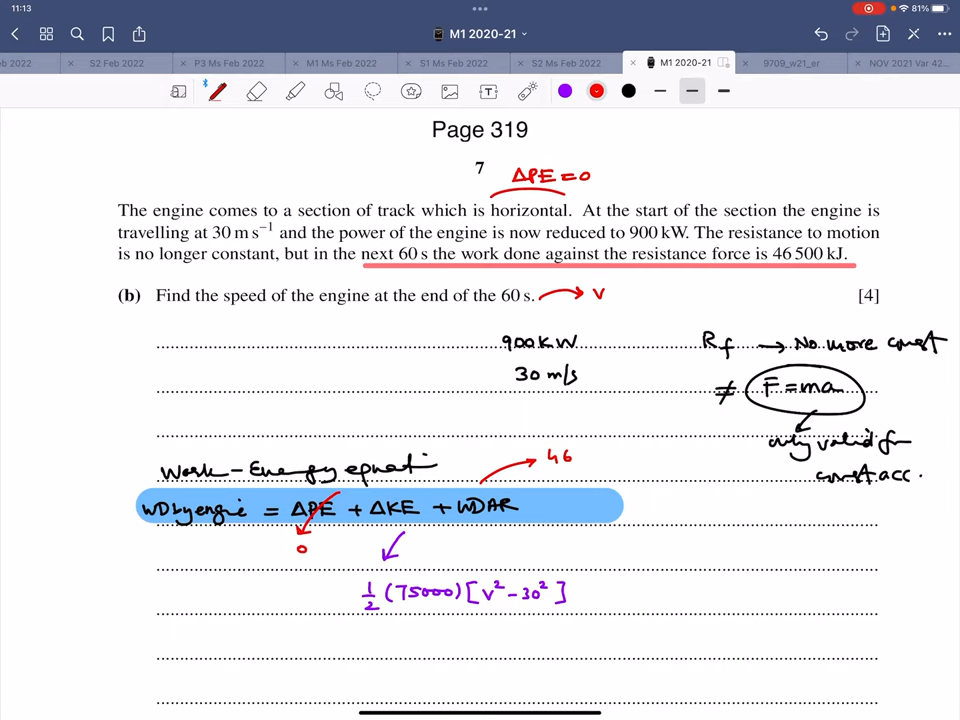 11:13
81%
M1 2020-21
b 2022
S2 Feb 2022
P3 Ms Feb 2022
M1 Ms Feb 2022
S1 Ms Feb 2022
S2 Ms Feb 2022
M1 2020-21
9709_w21_er
NOV 2021 Var 42...
Page 319
7
ΔPE = 0
The engine comes to a section of track which is horizontal. At the start of the section the engine is
travelling at 30 m s⁻¹ and the power of the engine is now reduced to 900 kW. The resistance to motion
is no longer constant, but in the next 60 s the work done against the resistance force is 46 500 kJ.
(b) Find the speed of the engine at the end of the 60 s. → v [4]
900KW
Rf → No more const
30 m/s
≠ F = ma
only valid for
const acc.
Work - Energy equati
46
WD by engie = ΔPE + ΔKE + WDAR
0
½ (75000) [v² - 30²]